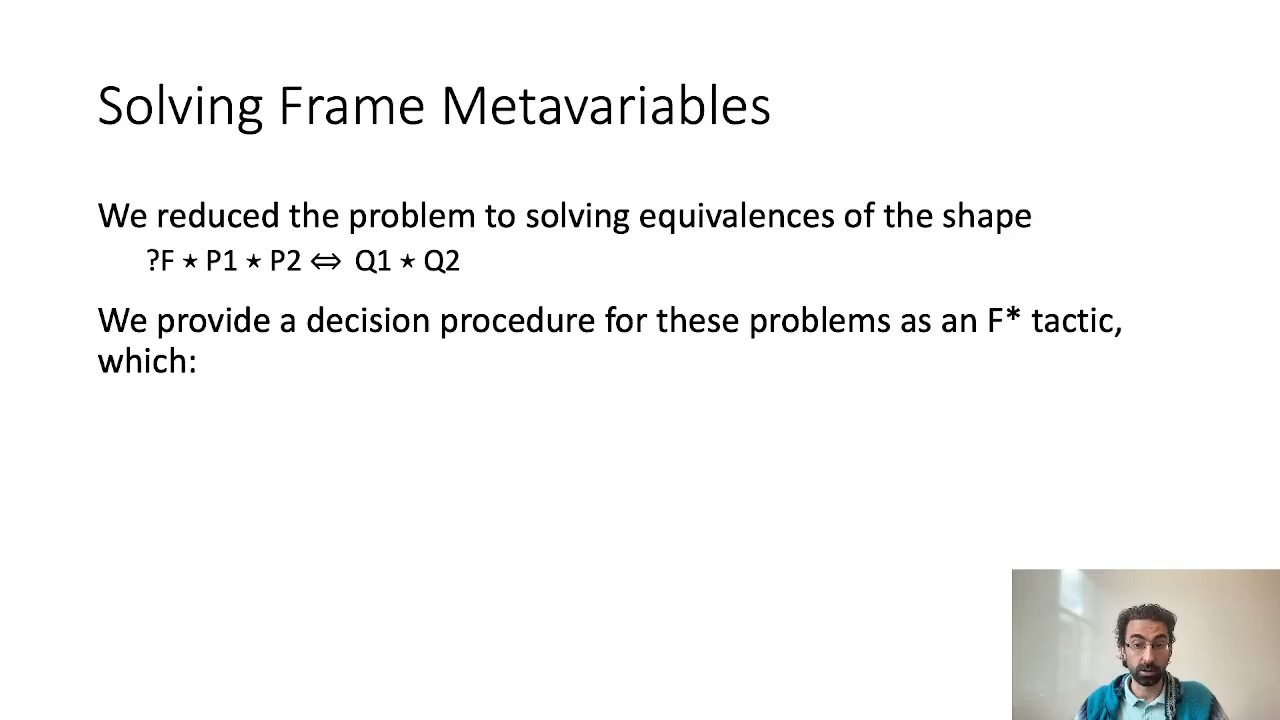 Solving Frame Metavariables
We reduced the problem to solving equivalences of the shape
?F ⋆ P1 ⋆ P2 ⇔ Q1 ⋆ Q2
We provide a decision procedure for these problems as an F* tactic,
which: